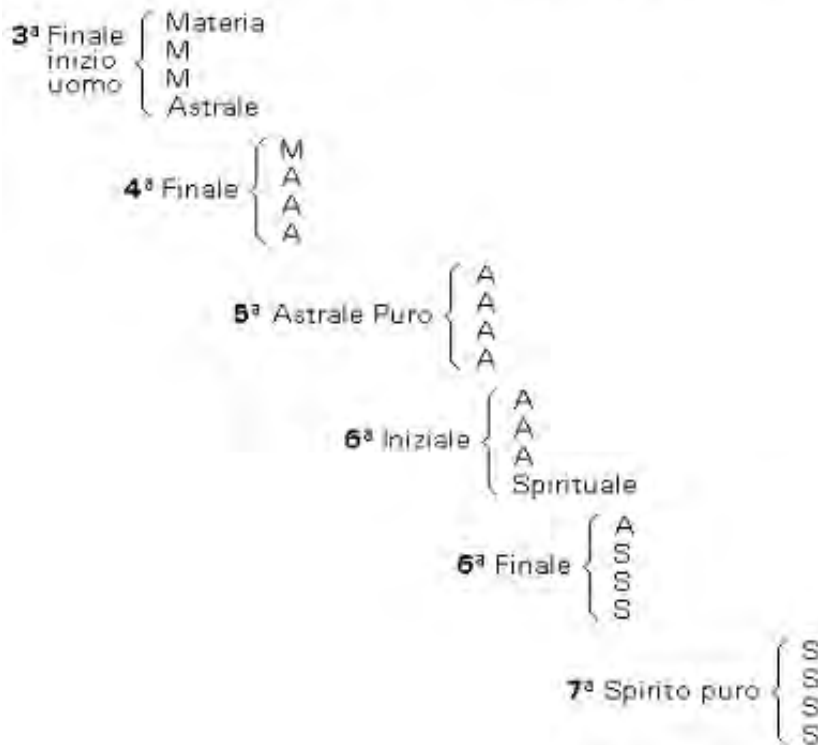 3ª Finale
inizio
uomo
Materia
M
M
Astrale
4ª Finale
M
A
A
A
5ª Astrale Puro
A
A
A
A
6ª Iniziale
A
A
A
Spirituale
6ª Finale
A
S
S
S
7ª Spirito puro
S
S
S
S